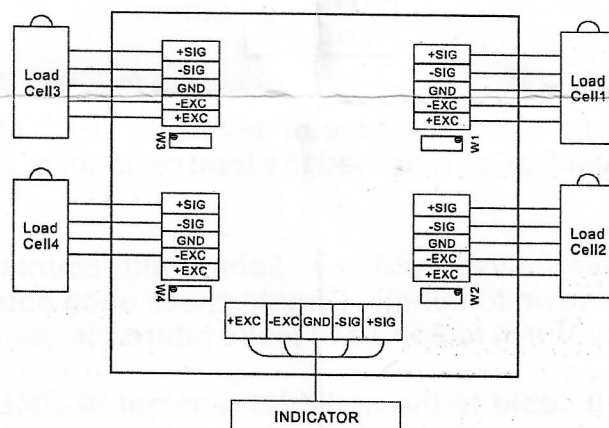 Load
Cell3
+SIG
-SIG
GND
-EXC
+EXC
W3
+SIG
-SIG
GND
-EXC
+EXC
W1
Load
Cell1
Load
Cell4
+SIG
-SIG
GND
-EXC
+EXC
W4
+SIG
-SIG
GND
-EXC
+EXC
W2
Load
Cell2
+EXC -EXC GND -SIG +SIG
INDICATOR